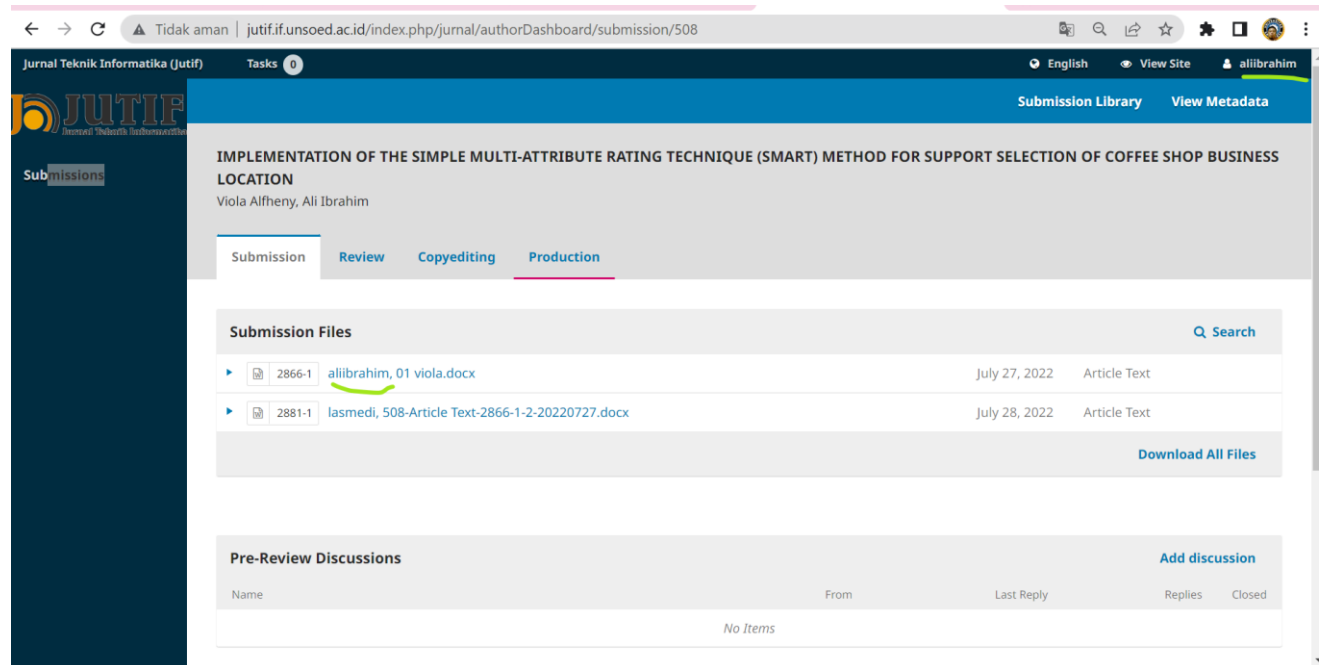 Tidak aman | jutif.if.unsoed.ac.id/index.php/jurnal/authorDashboard/submission/508
Jurnal Teknik Informatika (Jutif) Tasks 0 English View Site aliibrahim
JUTIF
Jurnal Teknik Informatika
Submission Library View Metadata
Submissions
IMPLEMENTATION OF THE SIMPLE MULTI-ATTRIBUTE RATING TECHNIQUE (SMART) METHOD FOR SUPPORT SELECTION OF COFFEE SHOP BUSINESS
LOCATION
Viola Alfheny, Ali Ibrahim
Submission Review Copyediting Production
Submission Files Search
2866-1 aliibrahim, 01 viola.docx July 27, 2022 Article Text
2881-1 lasmedi, 508-Article Text-2866-1-2-20220727.docx July 28, 2022 Article Text
Download All Files
Pre-Review Discussions Add discussion
Name From Last Reply Replies Closed
No Items